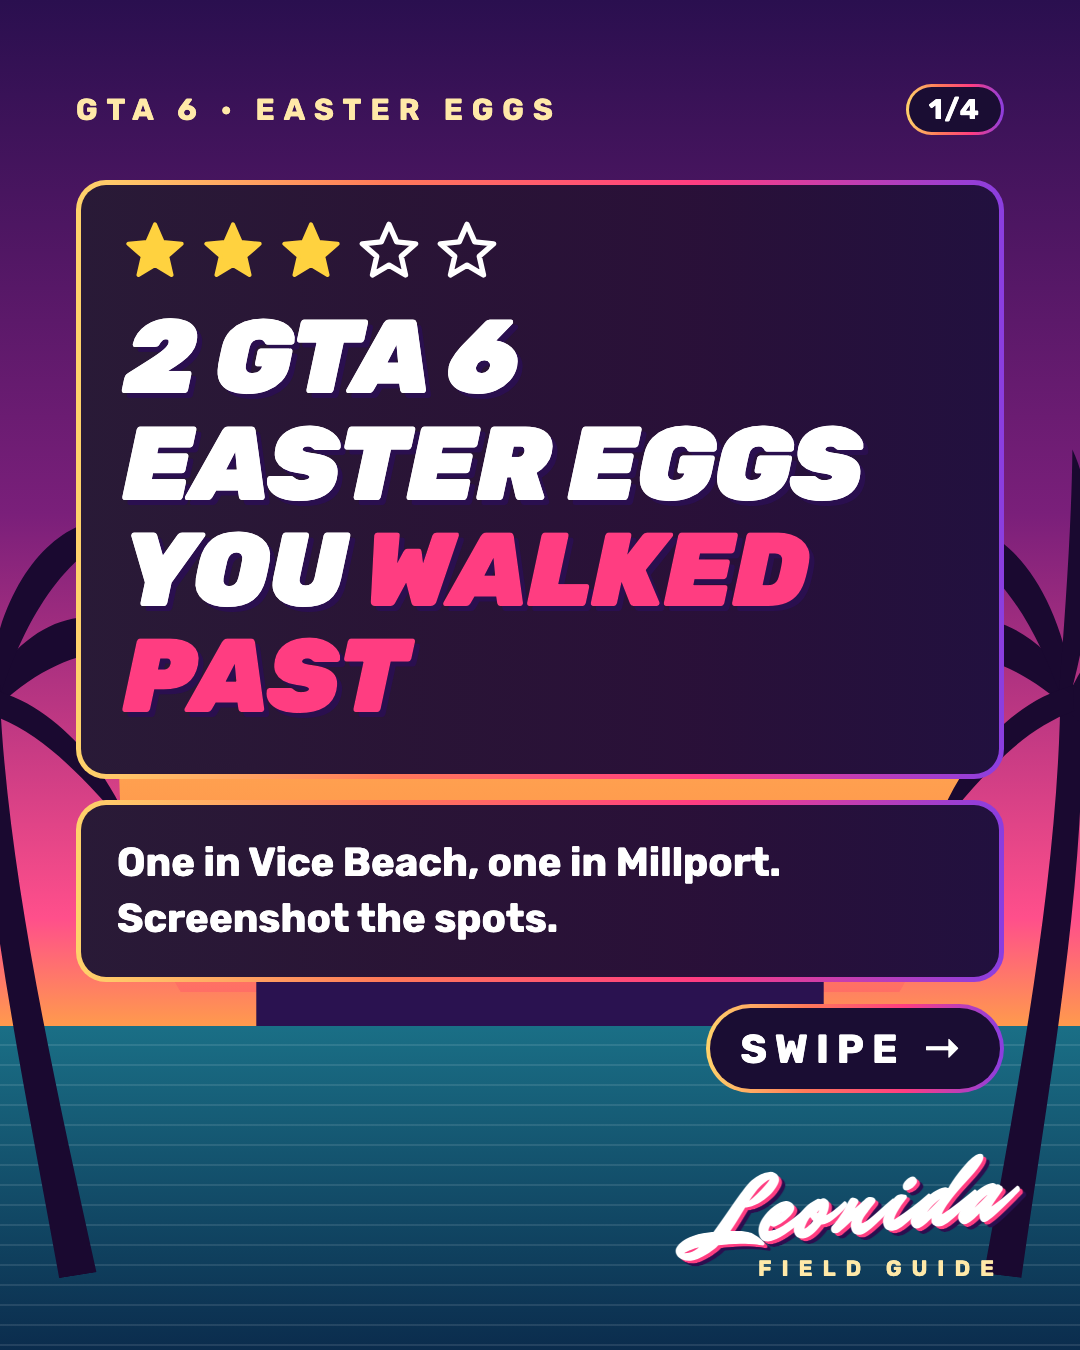 GTA 6 • EASTER EGGS
1/4
2 GTA 6
EASTER EGGS
YOU WALKED
PAST
One in Vice Beach, one in Millport.
Screenshot the spots.
SWIPE →
Leonida
FIELD GUIDE